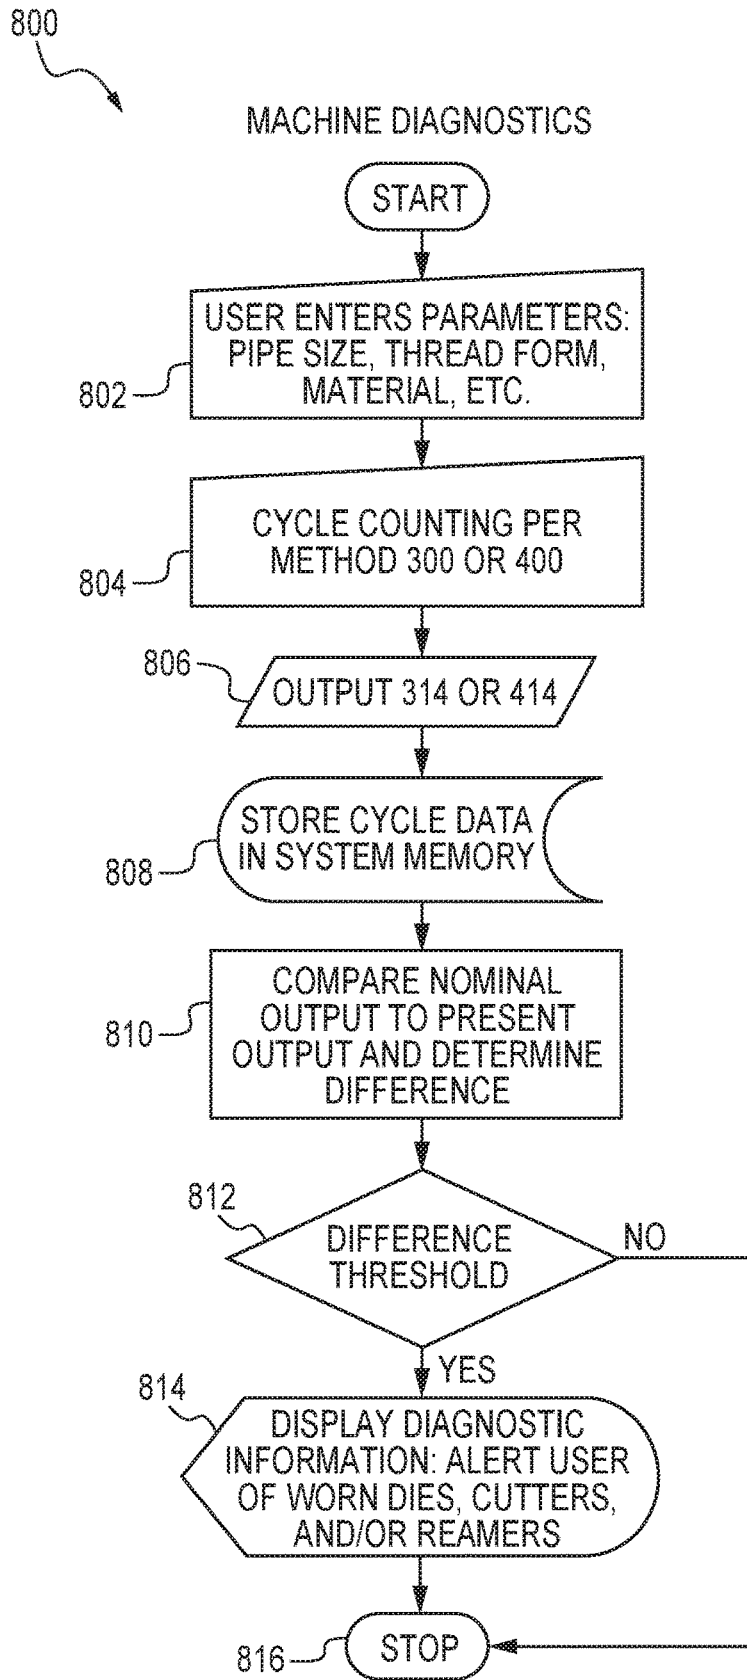 800
MACHINE DIAGNOSTICS
START
USER ENTERS PARAMETERS:
PIPE SIZE, THREAD FORM,
MATERIAL, ETC.
802
CYCLE COUNTING PER
METHOD 300 OR 400
804
806
OUTPUT 314 OR 414
STORE CYCLE DATA
IN SYSTEM MEMORY
808
COMPARE NOMINAL
OUTPUT TO PRESENT
OUTPUT AND DETERMINE
DIFFERENCE
810
812
DIFFERENCE
THRESHOLD
NO
YES
814
DISPLAY DIAGNOSTIC
INFORMATION: ALERT USER
OF WORN DIES, CUTTERS,
AND/OR REAMERS
STOP
816